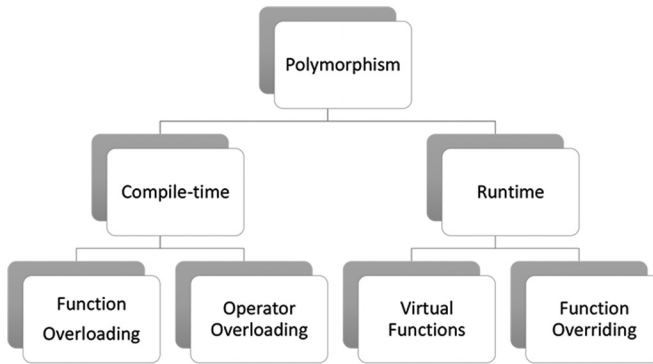 Polymorphism
Compile-time
Runtime
Function
Overloading
Operator
Overloading
Virtual
Functions
Function
Overriding